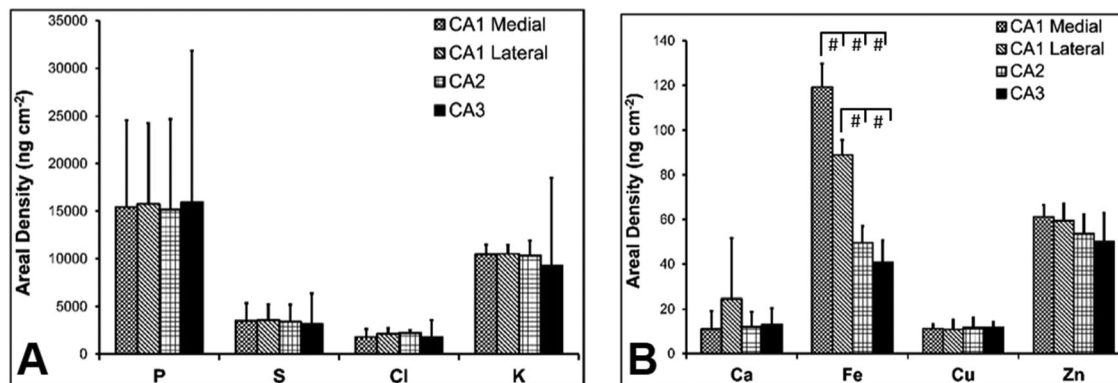 35000
30000
25000
20000
15000
10000
5000
0
Areal Density (ng cm-2)
CA1 Medial
CA1 Lateral
CA2
CA3
P S Cl K
A
140
120
100
80
60
40
20
0
Areal Density (ng cm-2)
CA1 Medial
CA1 Lateral
CA2
CA3
# # #
# #
Ca Fe Cu Zn
B